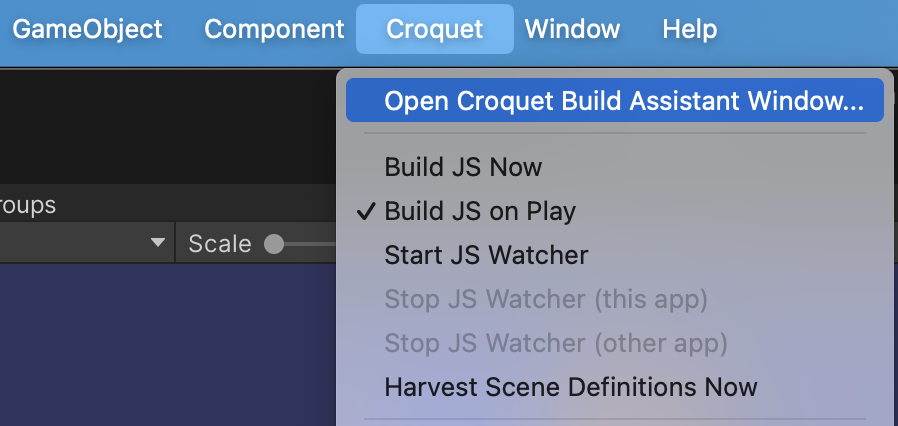 GameObject Component Croquet Window Help
Open Croquet Build Assistant Window...
Build JS Now
roups
✓ Build JS on Play
Scale
Start JS Watcher
Stop JS Watcher (this app)
Stop JS Watcher (other app)
Harvest Scene Definitions Now